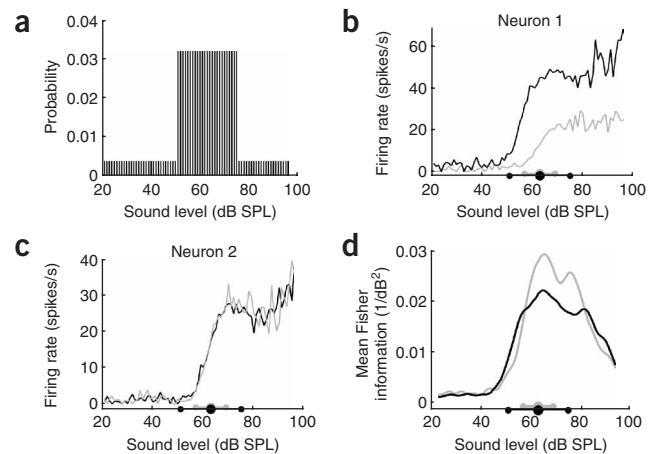 a
0.04
0.03
0.02
0.01
0
Probability
20 40 60 80 100
Sound level (dB SPL)
b
Neuron 1
60
40
20
0
Firing rate (spikes/s)
20 40 60 80 100
Sound level (dB SPL)
c
Neuron 2
40
30
20
10
0
Firing rate (spikes/s)
20 40 60 80 100
Sound level (dB SPL)
d
0.03
0.02
0.01
0
Mean Fisher
information (1/dB²)
20 40 60 80 100
Sound level (dB SPL)